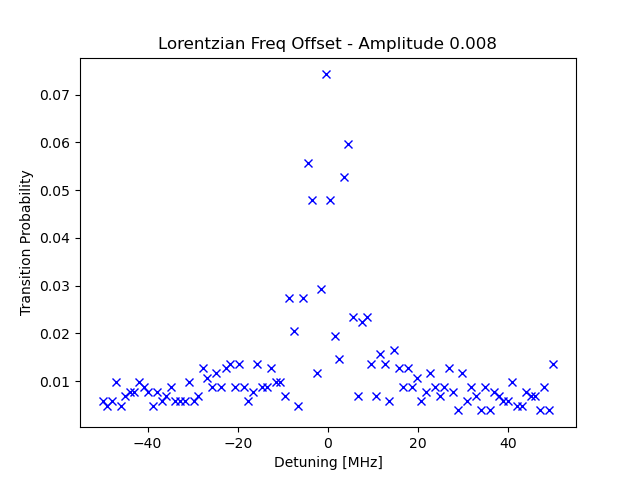 Lorentzian Freq Offset - Amplitude 0.008
0.07
0.06
0.05
0.04
0.03
0.02
0.01
Transition Probability
−40 −20 0 20 40
Detuning [MHz]